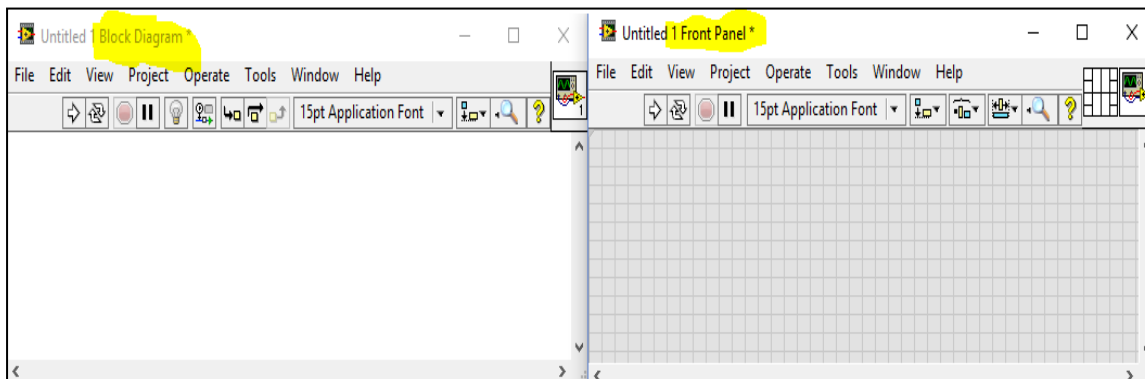 Untitled 1 Block Diagram *
File Edit View Project Operate Tools Window Help
15pt Application Font
1
Untitled 1 Front Panel *
File Edit View Project Operate Tools Window Help
15pt Application Font